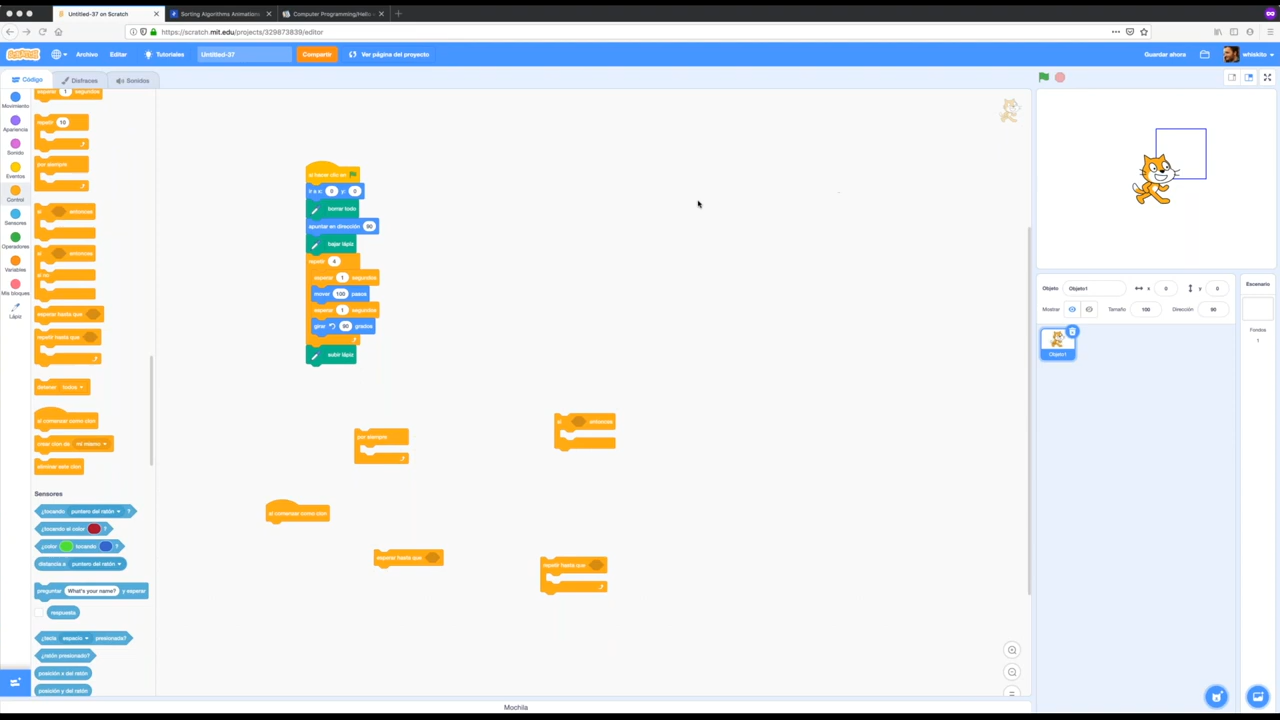 Untitled-37 on Scratch
Sorting Algorithms Animations
Computer Programming/Hello
https://scratch.mit.edu/projects/329873839/editor
SCRATCH
Archivo
Editar
Tutoriales
Untitled-37
Compartir
Ver página del proyecto
Guardar ahora
whiskito
Código
Disfraces
Sonidos
Movimiento
Apariencia
Sonido
Eventos
Control
Sensores
Operadores
Variables
Mis bloques
Lápiz
esperar 1 segundos
repetir 10
por siempre
si entonces
si entonces
si no
esperar hasta que
repetir hasta que
detener todos
al comenzar como clon
crear clon de mí mismo
eliminar este clon
Sensores
¿tocando puntero del ratón ?
¿tocando el color ?
¿color tocando ?
distancia a puntero del ratón
preguntar What's your name? y esperar
respuesta
¿tecla espacio presionada?
¿ratón presionado?
posición x del ratón
posición y del ratón
al hacer clic en
ir a x: 0 y: 0
borrar todo
apuntar en dirección 90
bajar lápiz
repetir 4
esperar 1 segundos
mover 100 pasos
esperar 1 segundos
girar 90 grados
subir lápiz
por siempre
si entonces
al comenzar como clon
esperar hasta que
repetir hasta que
Objeto Objeto1 x 0 y 0
Mostrar Tamaño 100 Dirección 90
Objeto1
Escenario
Fondos
1
Mochila